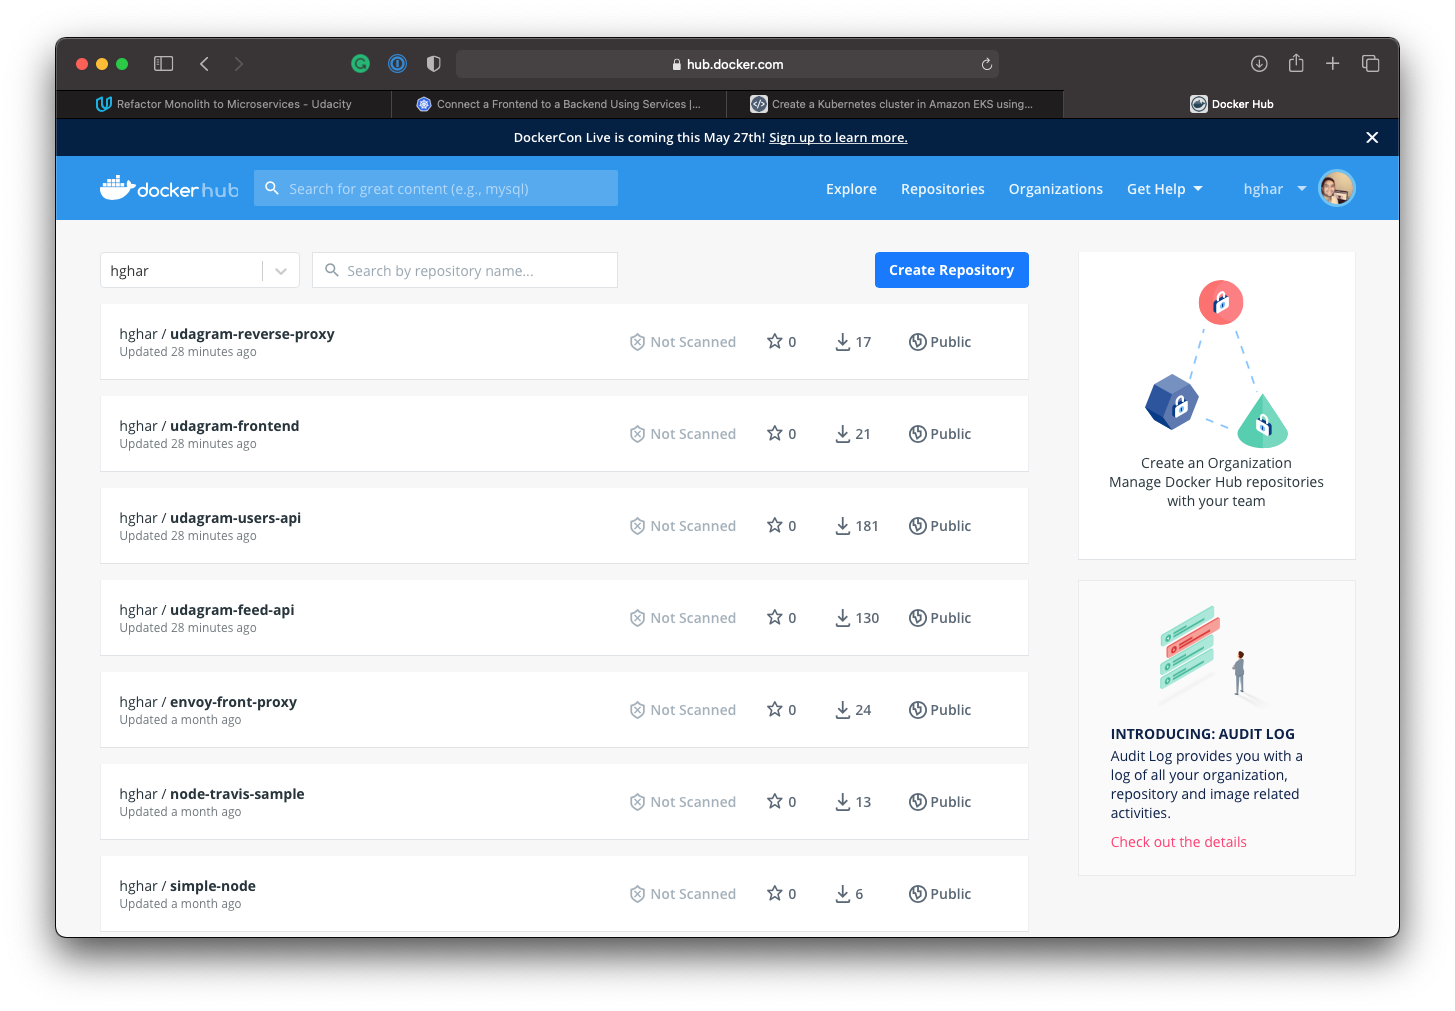 hub.docker.com
Refactor Monolith to Microservices - Udacity
Connect a Frontend to a Backend Using Services |...
Create a Kubernetes cluster in Amazon EKS using...
Docker Hub
DockerCon Live is coming this May 27th! Sign up to learn more.
docker hub
Search for great content (e.g., mysql)
Explore
Repositories
Organizations
Get Help
hghar
hghar
Search by repository name...
Create Repository
hghar / udagram-reverse-proxy
Updated 28 minutes ago
Not Scanned
0
17
Public
hghar / udagram-frontend
Updated 28 minutes ago
Not Scanned
0
21
Public
hghar / udagram-users-api
Updated 28 minutes ago
Not Scanned
0
181
Public
hghar / udagram-feed-api
Updated 28 minutes ago
Not Scanned
0
130
Public
hghar / envoy-front-proxy
Updated a month ago
Not Scanned
0
24
Public
hghar / node-travis-sample
Updated a month ago
Not Scanned
0
13
Public
hghar / simple-node
Updated a month ago
Not Scanned
0
6
Public
Create an Organization
Manage Docker Hub repositories
with your team
INTRODUCING: AUDIT LOG
Audit Log provides you with a
log of all your organization,
repository and image related
activities.
Check out the details